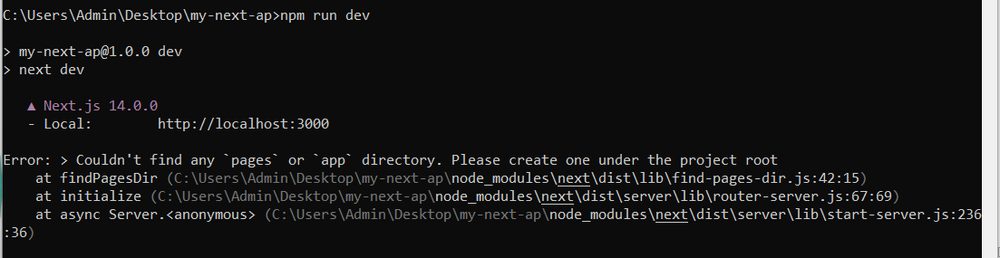 C:\Users\Admin\Desktop\my-next-ap>npm run dev
> my-next-ap@1.0.0 dev
> next dev
▲ Next.js 14.0.0
- Local:        http://localhost:3000
Error: > Couldn't find any `pages` or `app` directory. Please create one under the project root
    at findPagesDir (C:\Users\Admin\Desktop\my-next-ap\node_modules\next\dist\lib\find-pages-dir.js:42:15)
    at initialize (C:\Users\Admin\Desktop\my-next-ap\node_modules\next\dist\server\lib\router-server.js:67:69)
    at async Server.<anonymous> (C:\Users\Admin\Desktop\my-next-ap\node_modules\next\dist\server\lib\start-server.js:236
:36)